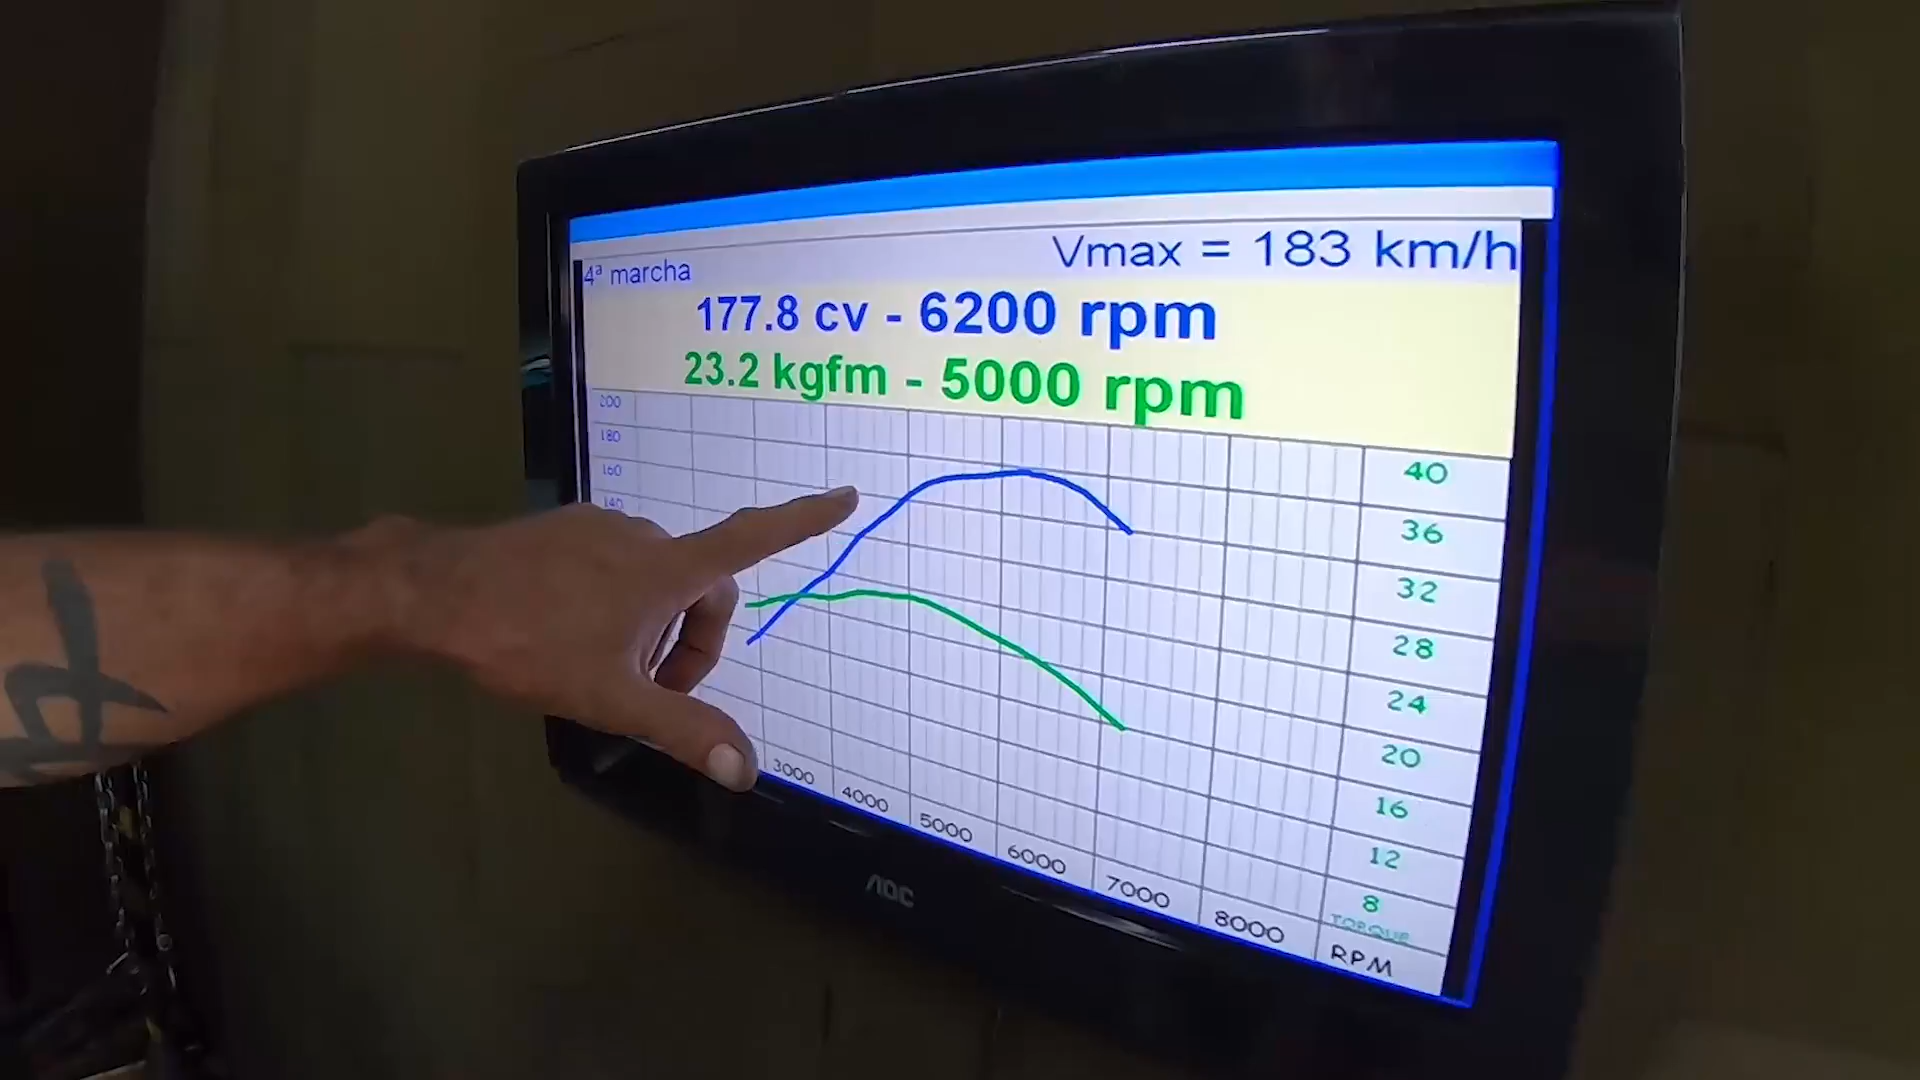 Vmax = 183 km/h
4ª marcha
177.8 cv - 6200 rpm
23.2 kgfm - 5000 rpm
200
180
160
140
40
36
32
28
24
20
16
12
8
TORQUE
3000
4000
5000
6000
7000
8000
RPM
AOC